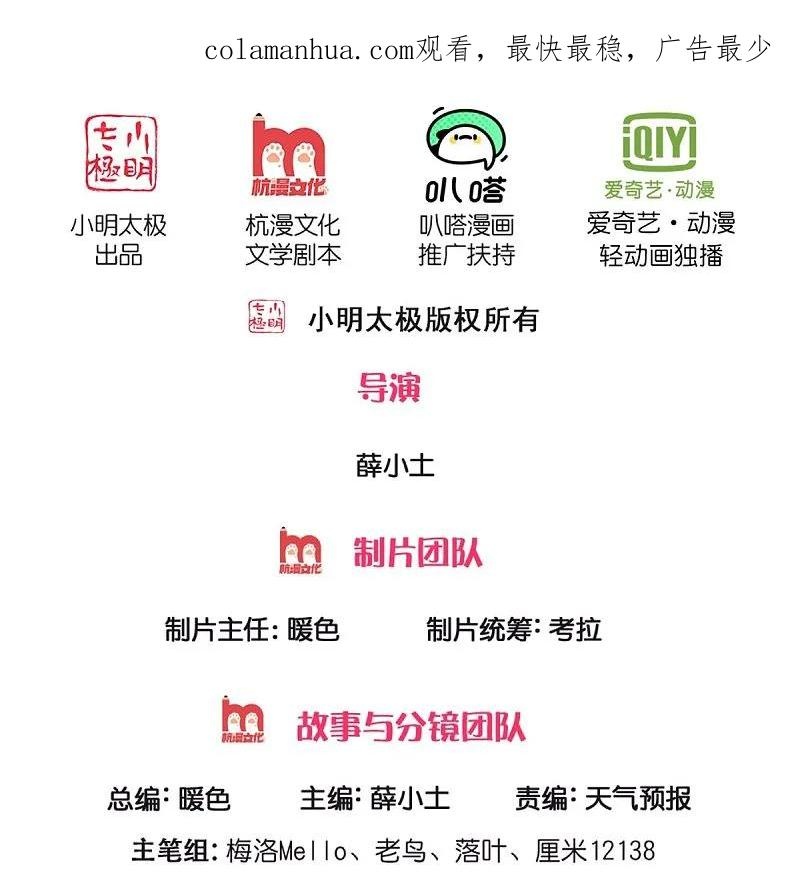 colamanhua.com观看，最快最稳，广告最少
小明
七極
杭漫文化
叭嗒
iQIYI
爱奇艺·动漫
小明太极
出品
杭漫文化
文学剧本
叭嗒漫画
推广扶持
爱奇艺·动漫
轻动画独播
小明
七極
小明太极版权所有
导演
薛小土
杭漫文化
制片团队
制片主任：暖色
制片统筹：考拉
杭漫文化
故事与分镜团队
总编：暖色
主编：薛小土
责编：天气预报
主笔组：梅洛Mello、老鸟、落叶、厘米12138